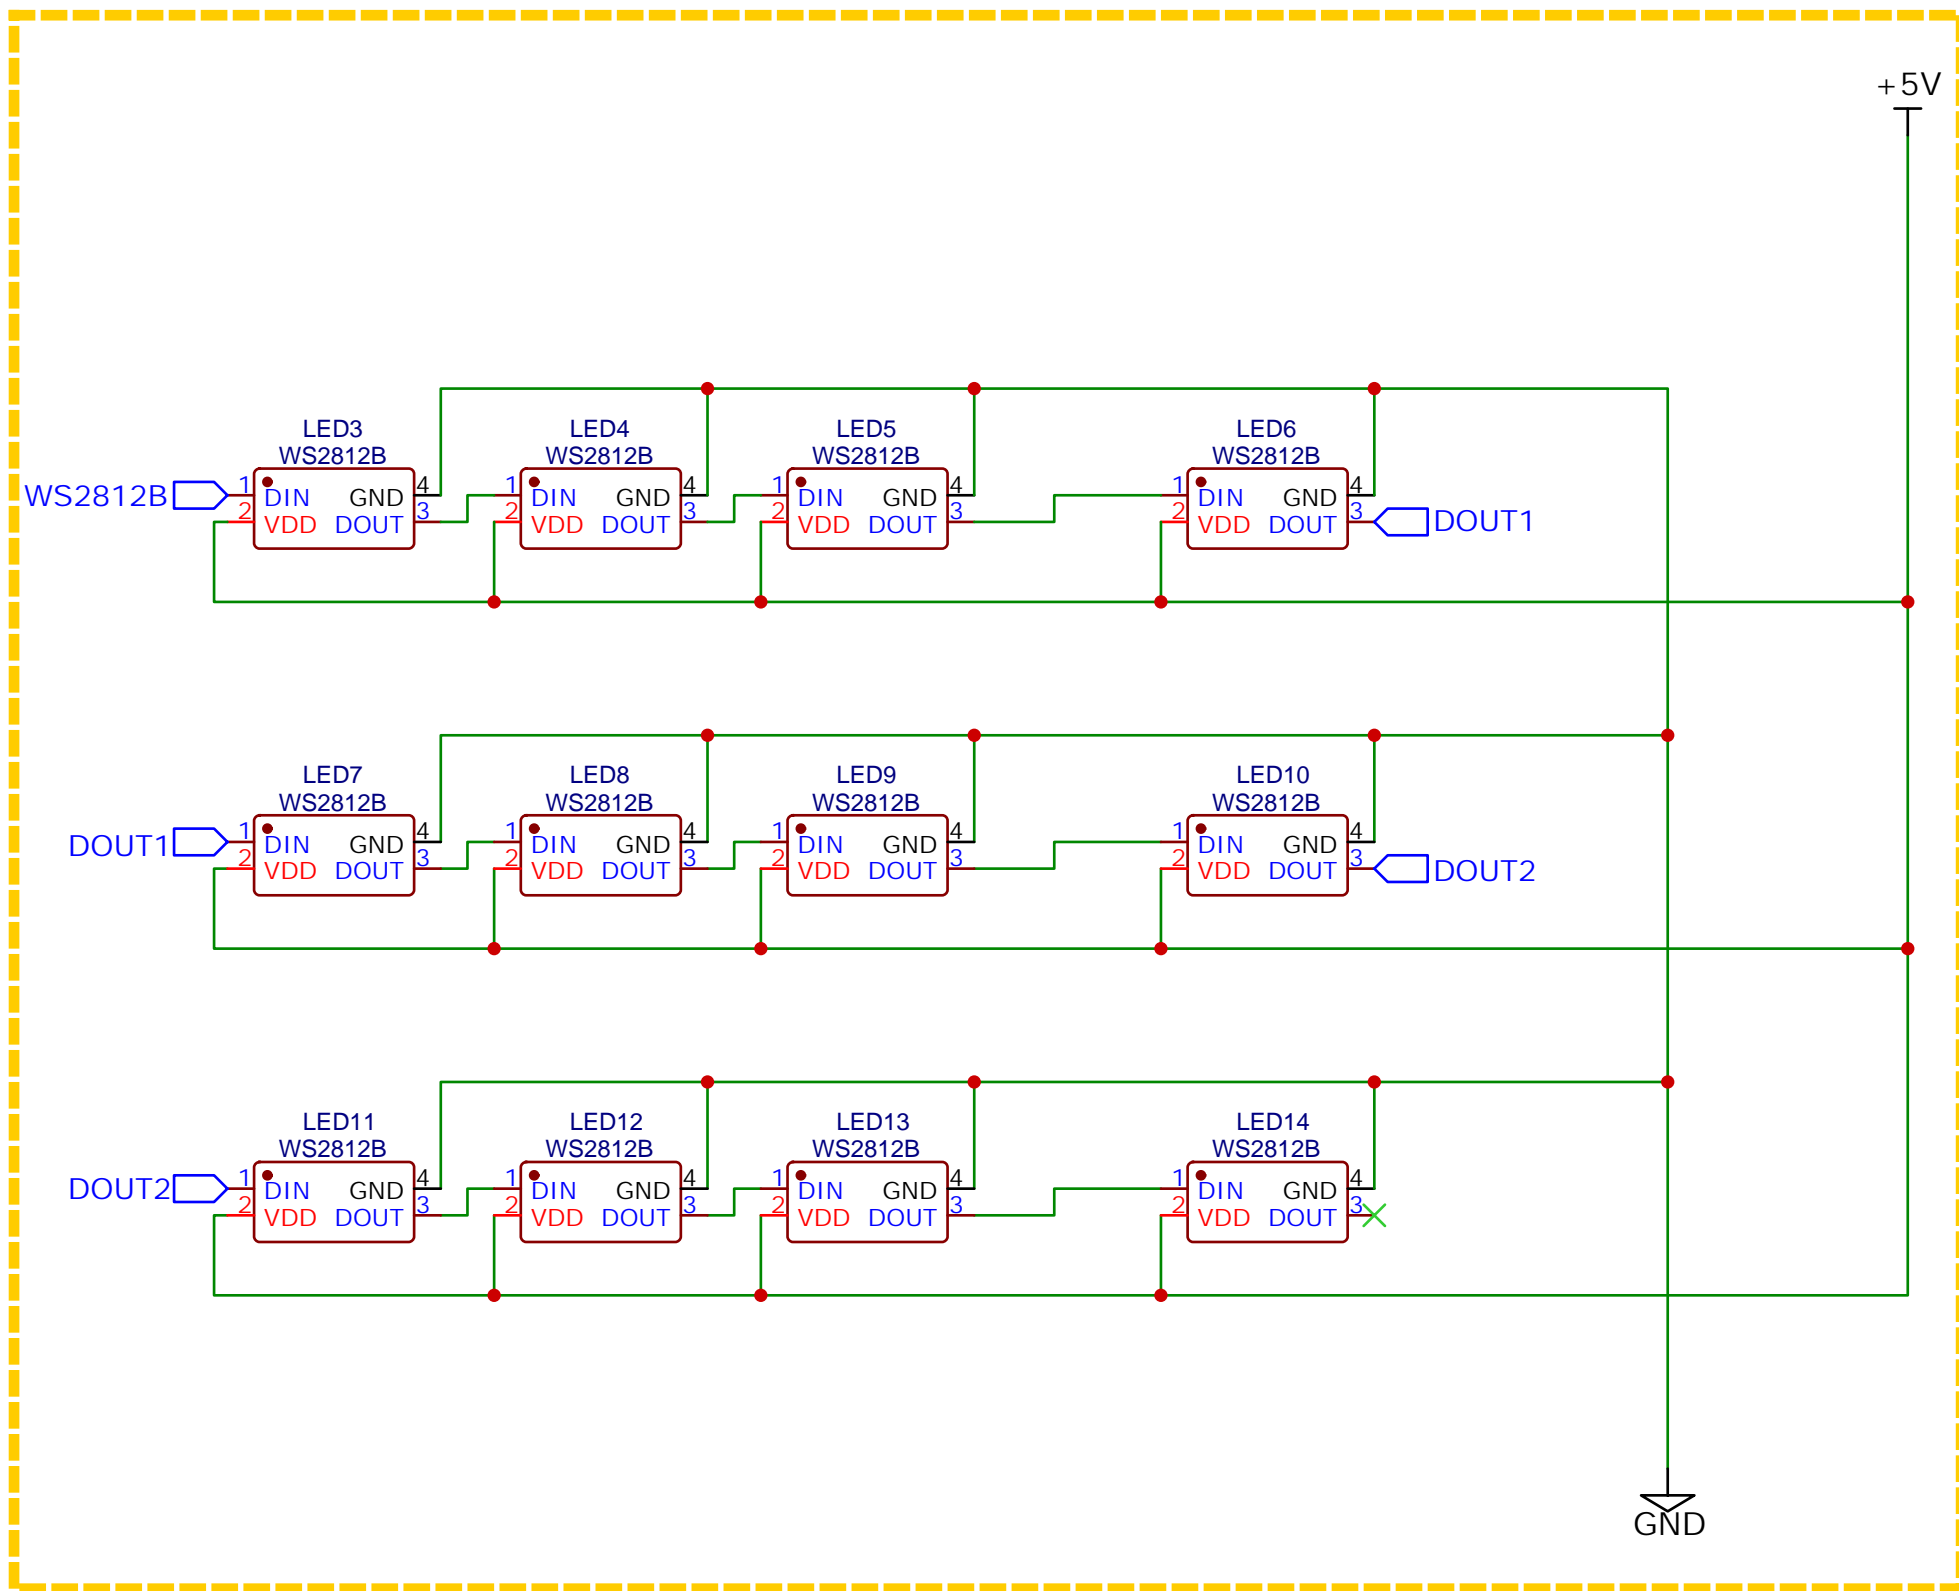 +5V
LED3 LED4 LED5 LED6
WS2812B WS2812B WS2812B WS2812B
WS2812B 1 DIN GND 4 1 DIN GND 4 1 DIN GND 4 1 DIN GND 4
2 VDD DOUT 3 2 VDD DOUT 3 2 VDD DOUT 3 2 VDD DOUT 3 DOUT1
LED7 LED8 LED9 LED10
WS2812B WS2812B WS2812B WS2812B
DOUT1 1 DIN GND 4 1 DIN GND 4 1 DIN GND 4 1 DIN GND 4
2 VDD DOUT 3 2 VDD DOUT 3 2 VDD DOUT 3 2 VDD DOUT 3 DOUT2
LED11 LED12 LED13 LED14
WS2812B WS2812B WS2812B WS2812B
DOUT2 1 DIN GND 4 1 DIN GND 4 1 DIN GND 4 1 DIN GND 4
2 VDD DOUT 3 2 VDD DOUT 3 2 VDD DOUT 3 2 VDD DOUT 3
GND